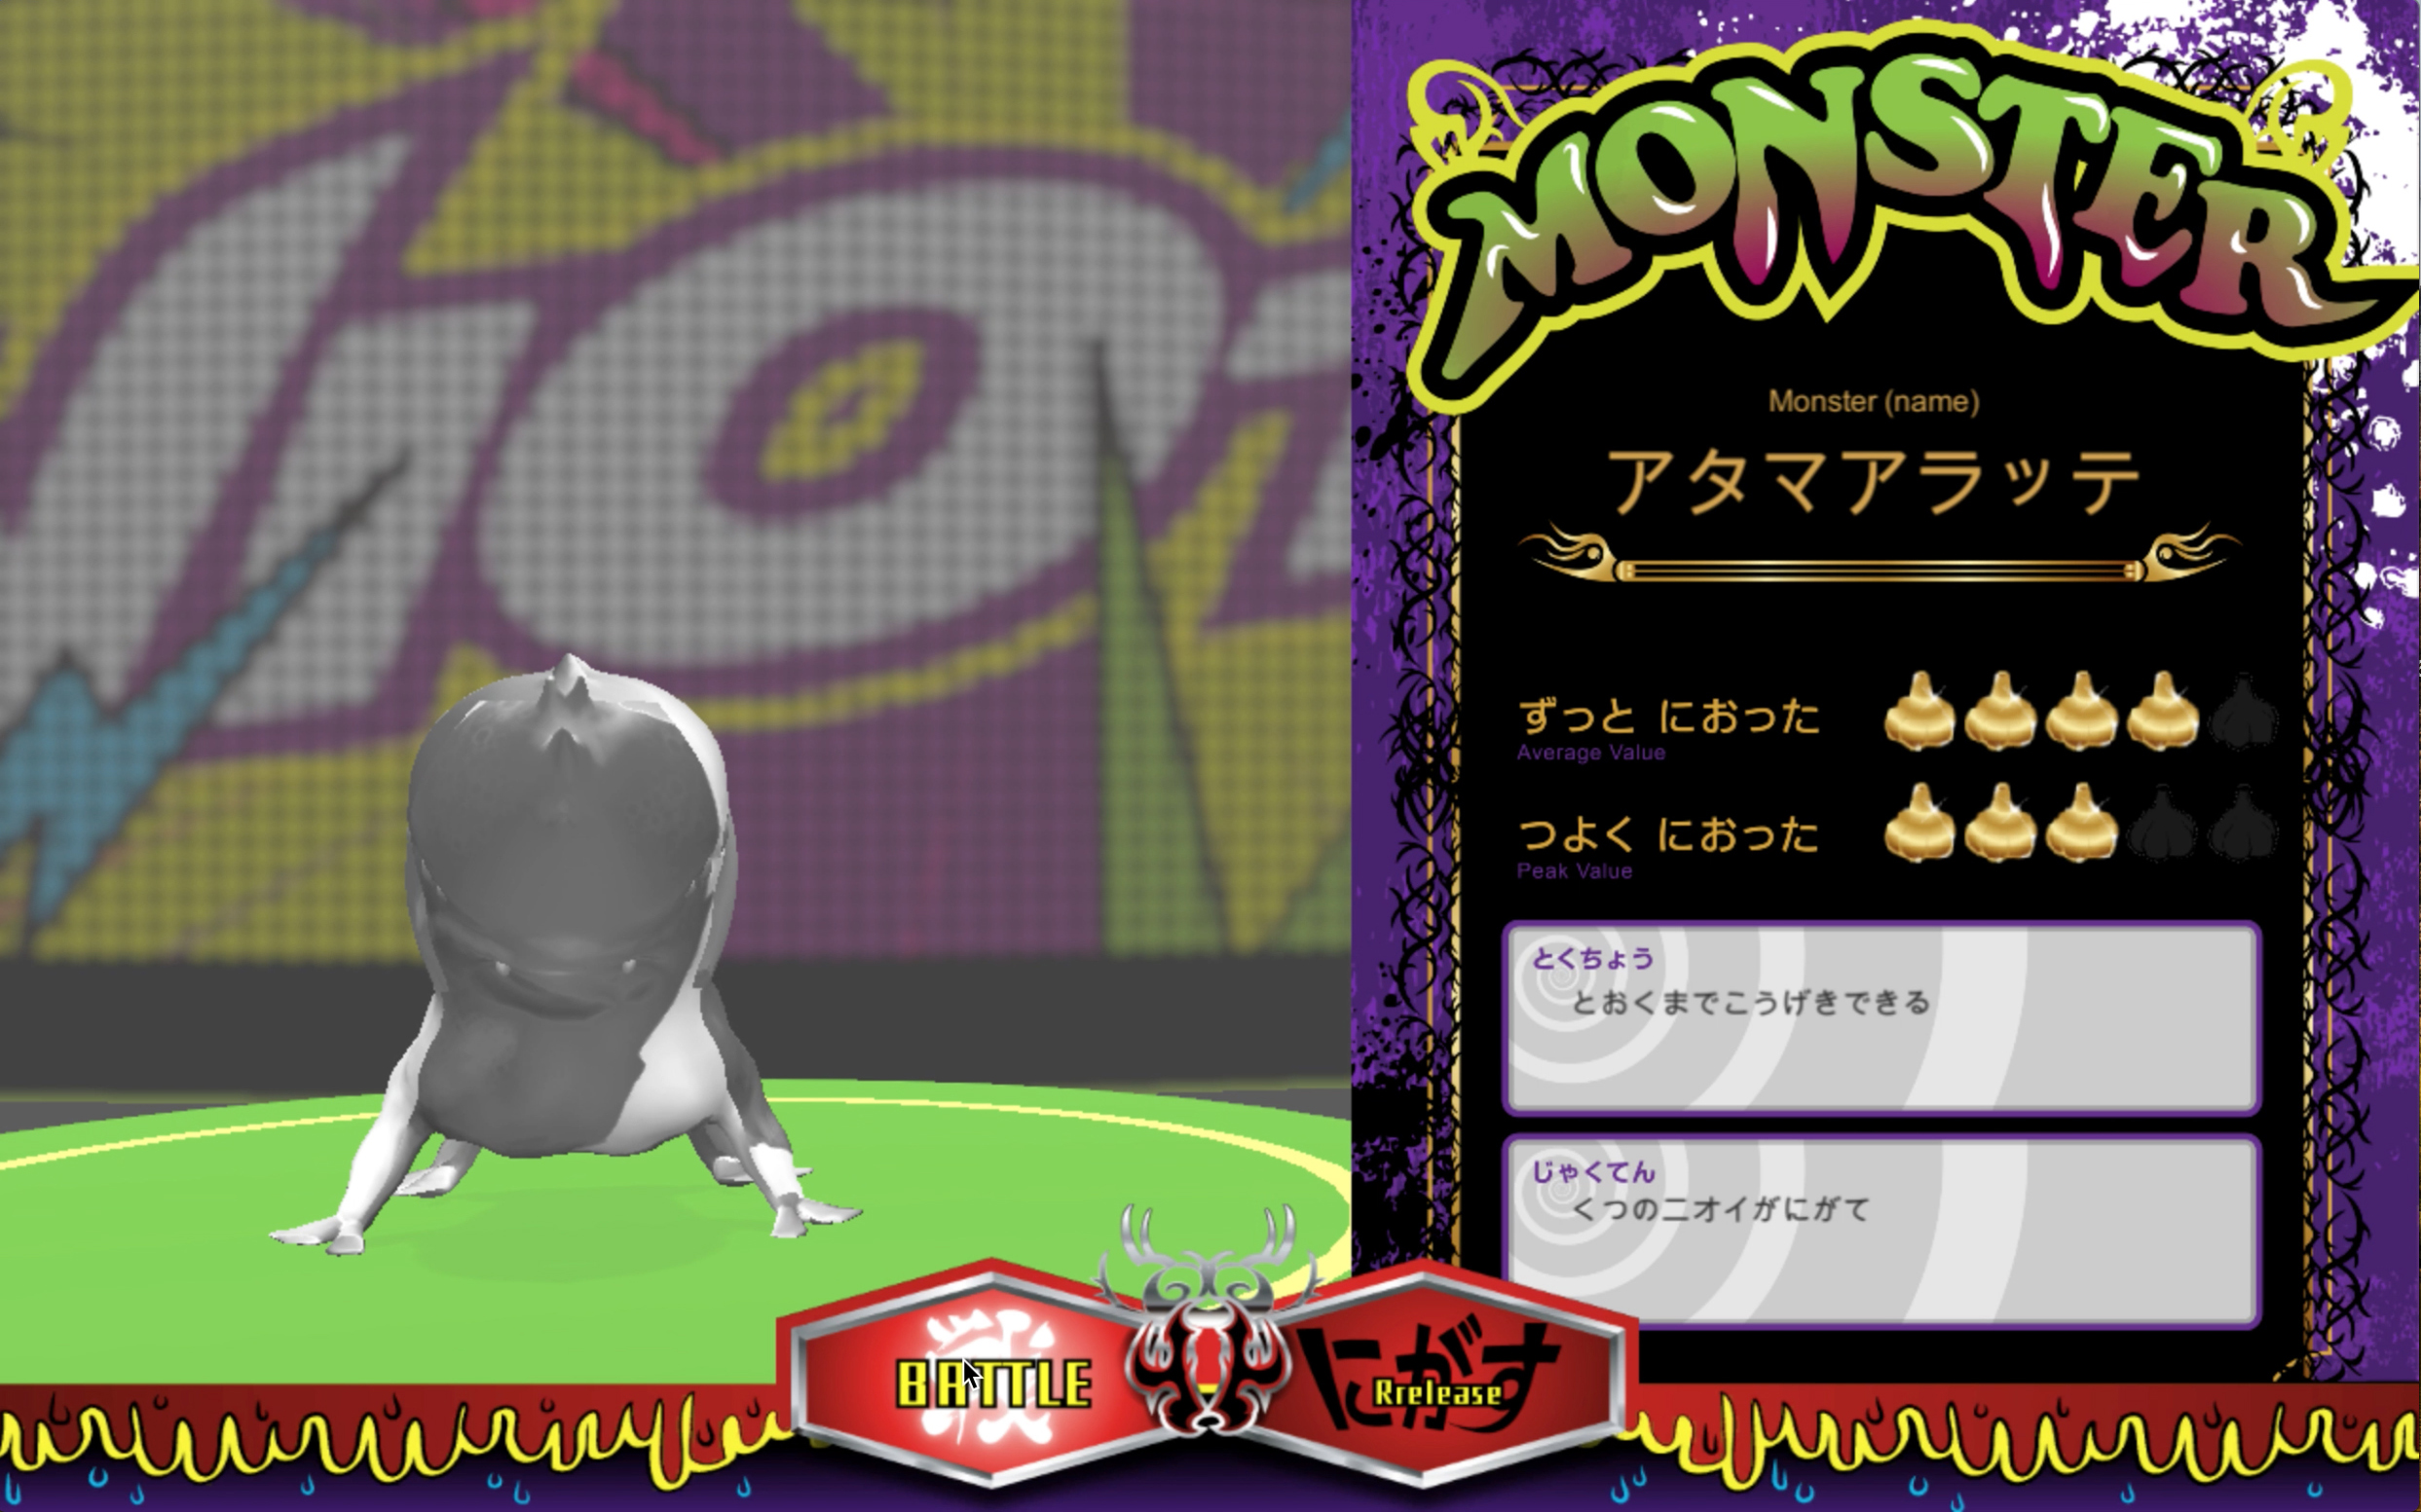 MONSTER
Monster (name)
アタマアラッテ
ずっと におった
Average Value
つよく におった
Peak Value
とくちょう
とおくまでこうげきできる
じゃくてん
くつのニオイがにがて
戦
BATTLE
にがす
Rrelease